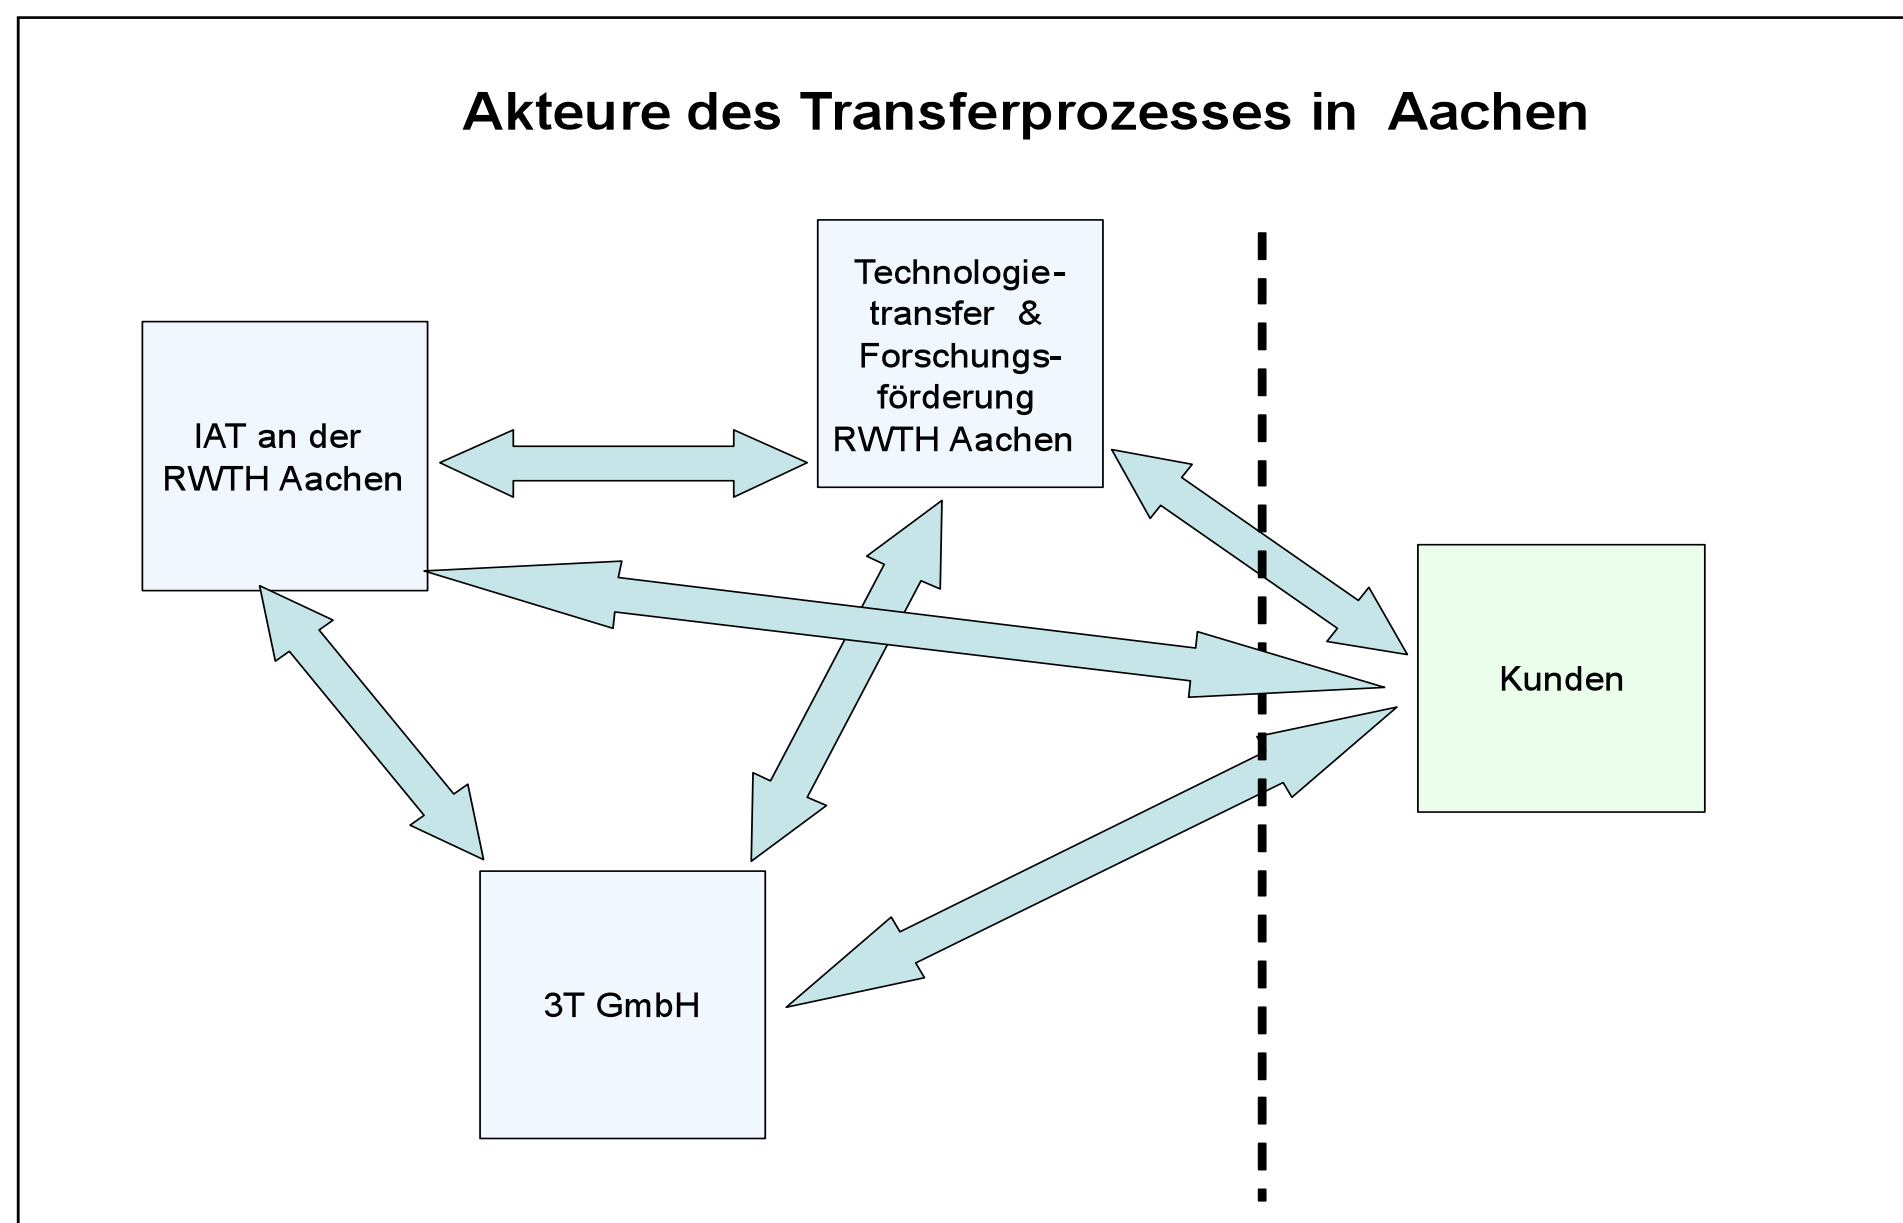 Akteure des Transferprozesses in Aachen
Technologie-
transfer &
Forschungs-
förderung
RWTH Aachen
IAT an der
RWTH Aachen
Kunden
3T GmbH